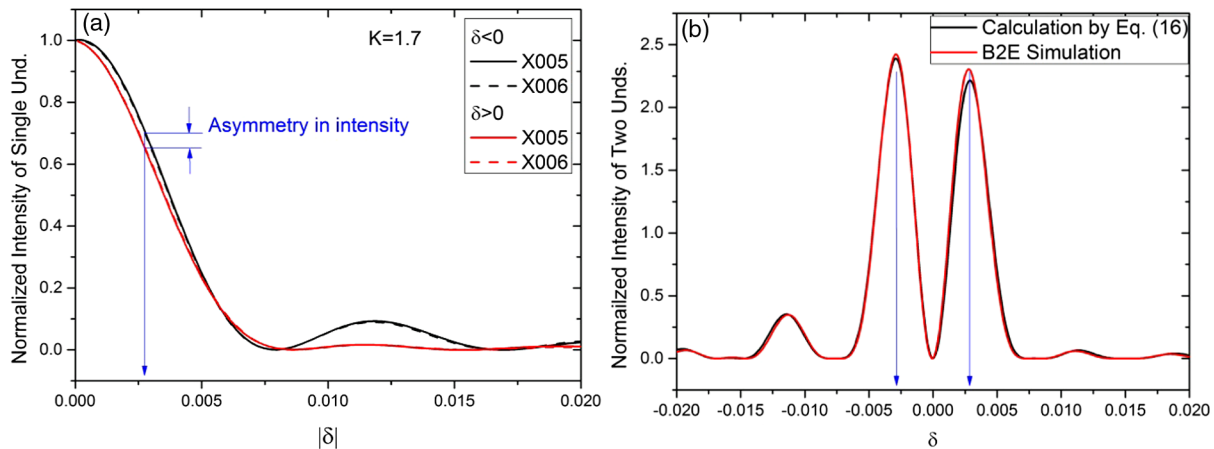 (a)
K=1.7
δ<0
X005
X006
δ>0
X005
X006
Asymmetry in intensity
Normalized Intensity of Single Und.
1.0
0.8
0.6
0.4
0.2
0.0
0.000 0.005 0.010 0.015 0.020
|δ|
(b)
Calculation by Eq. (16)
B2E Simulation
Normailzed Intensity of Two Unds.
2.5
2.0
1.5
1.0
0.5
0.0
-0.020 -0.015 -0.010 -0.005 0.000 0.005 0.010 0.015 0.020
δ